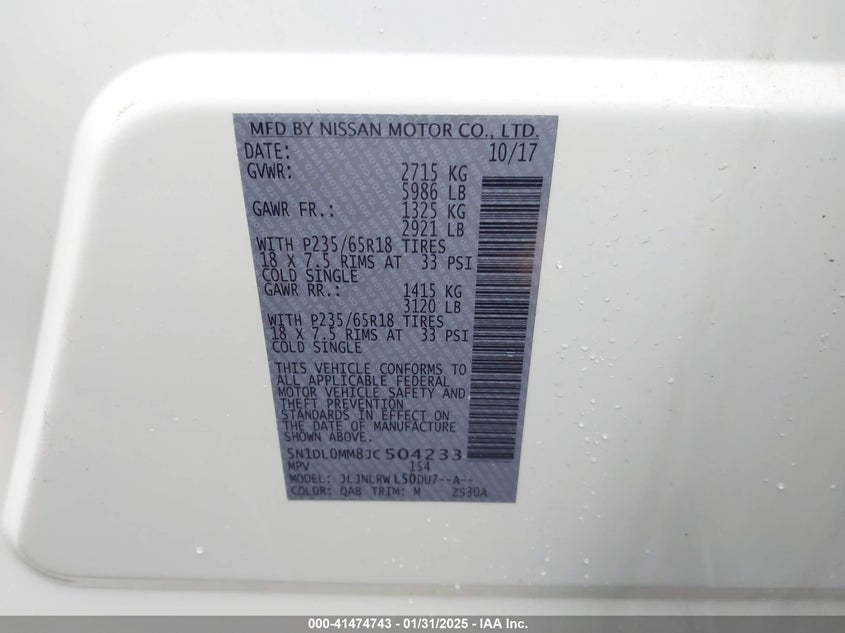 MFD BY NISSAN MOTOR CO., LTD.
DATE: 10/17
GVWR: 2715 KG
5986 LB
GAWR FR.: 1325 KG
2921 LB
WITH P235/65R18 TIRES
18 X 7.5 RIMS AT 33 PSI
COLD SINGLE
GAWR RR.: 1415 KG
3120 LB
WITH P235/65R18 TIRES
18 X 7.5 RIMS AT 33 PSI
COLD SINGLE
THIS VEHICLE CONFORMS TO
ALL APPLICABLE FEDERAL
MOTOR VEHICLE SAFETY AND
THEFT PREVENTION
STANDARDS IN EFFECT ON
THE DATE OF MANUFACTURE
SHOWN ABOVE.
5N1DL0MM8JC504233
MPV 154
MODEL: JLJNLRWL50DU7--A--
COLOR: QAB TRIM: M ZS30A
000-41474743 - 01/31/2025 - IAA Inc.